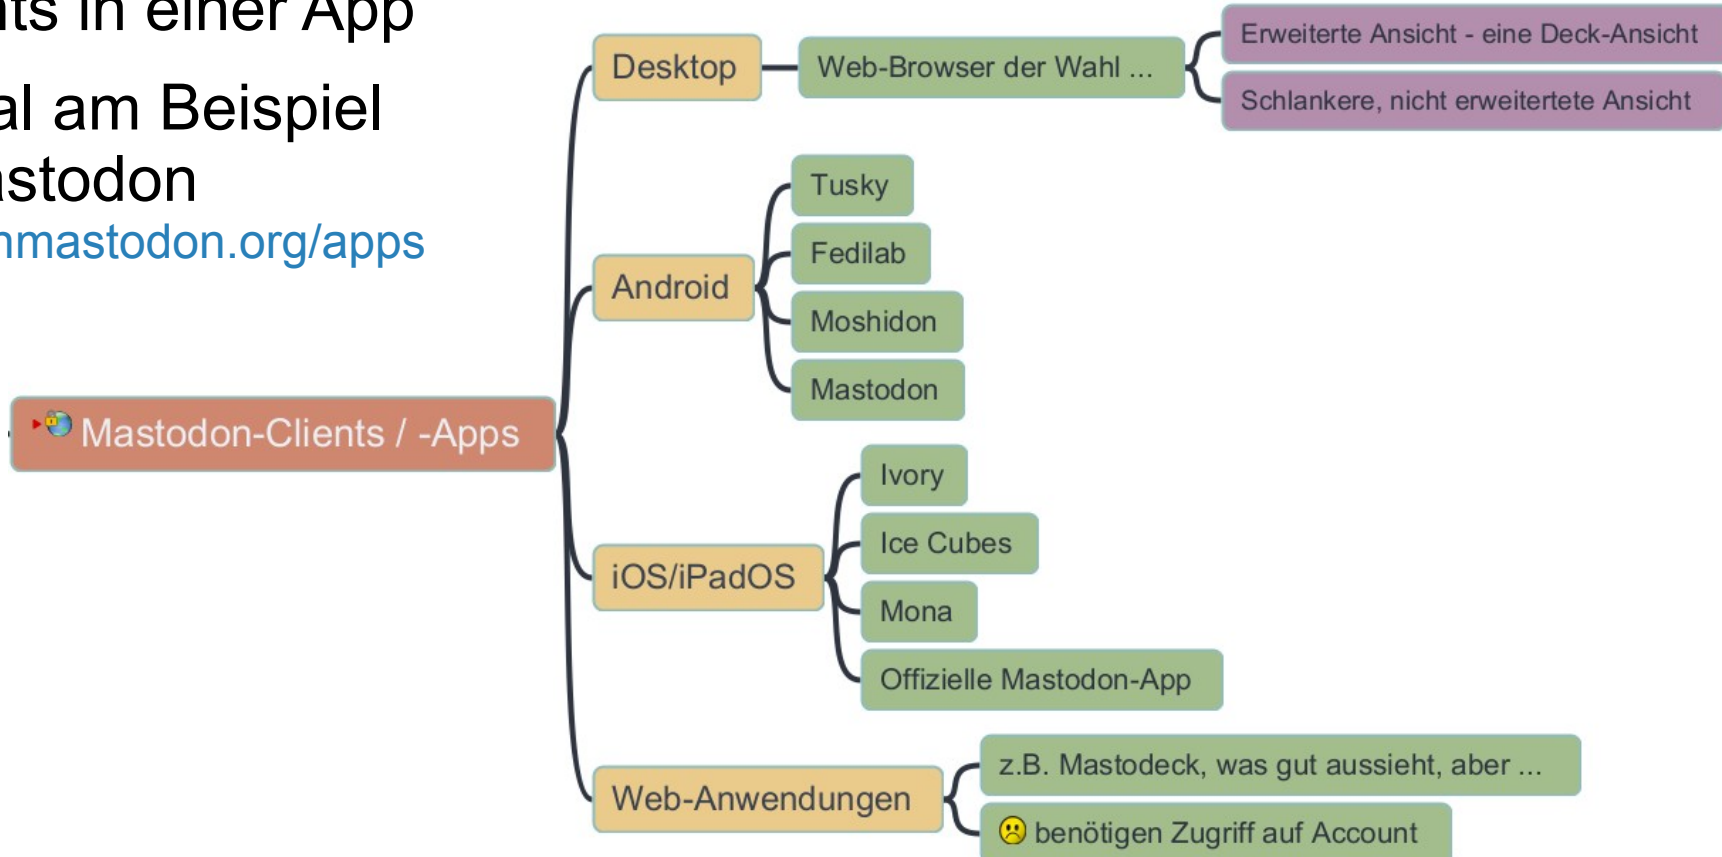 nts in einer App
al am Beispiel
astodon
nmastodon.org/apps
Mastodon-Clients / -Apps
Desktop
Web-Browser der Wahl ...
Erweiterte Ansicht - eine Deck-Ansicht
Schlankere, nicht erweitertete Ansicht
Android
Tusky
Fedilab
Moshidon
Mastodon
iOS/iPadOS
Ivory
Ice Cubes
Mona
Offizielle Mastodon-App
Web-Anwendungen
z.B. Mastodeck, was gut aussieht, aber ...
benötigen Zugriff auf Account